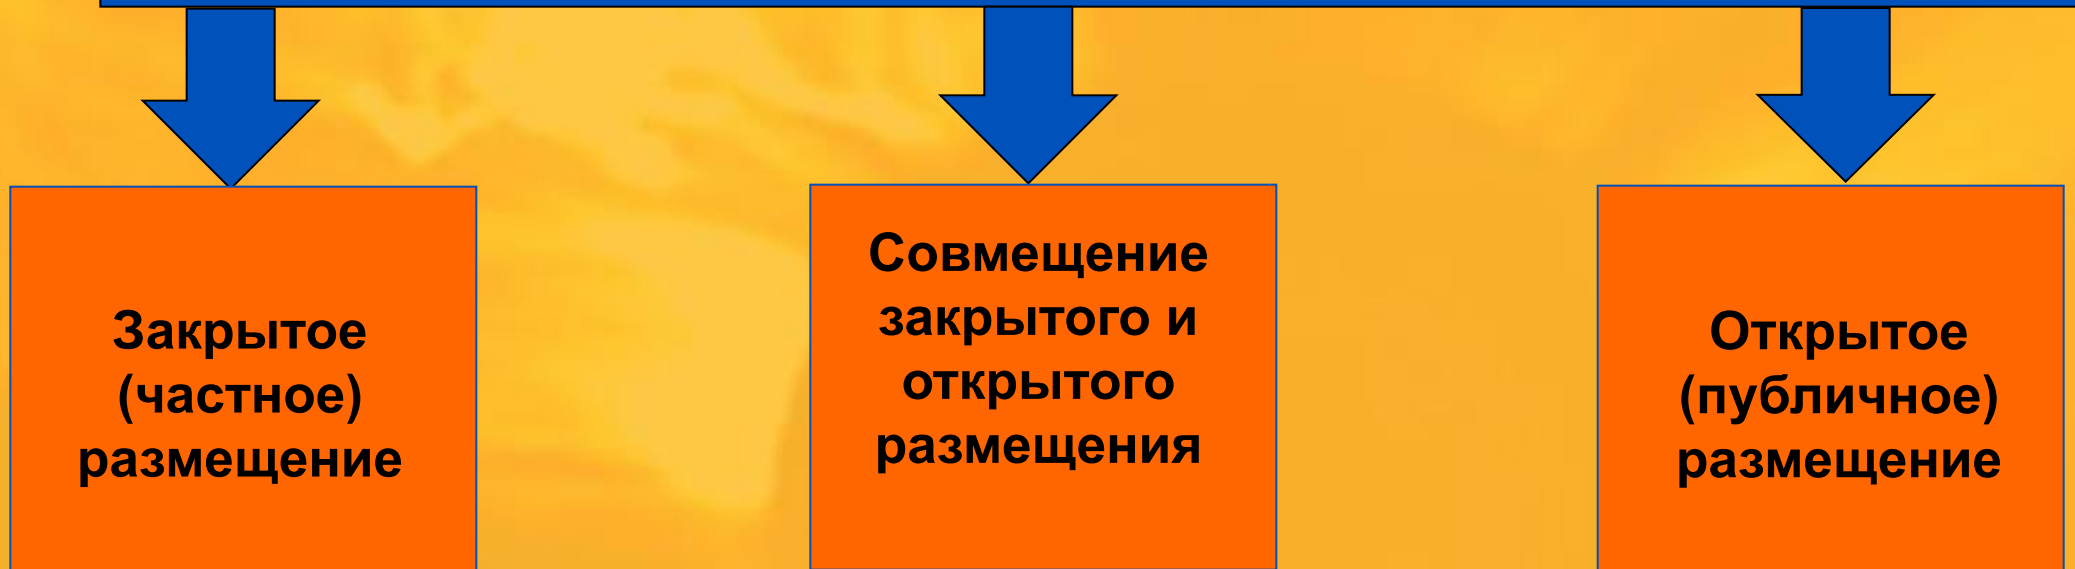 Закрытое
(частное)
размещение
Совмещение
закрытого и
открытого
размещения
Открытое
(публичное)
размещение